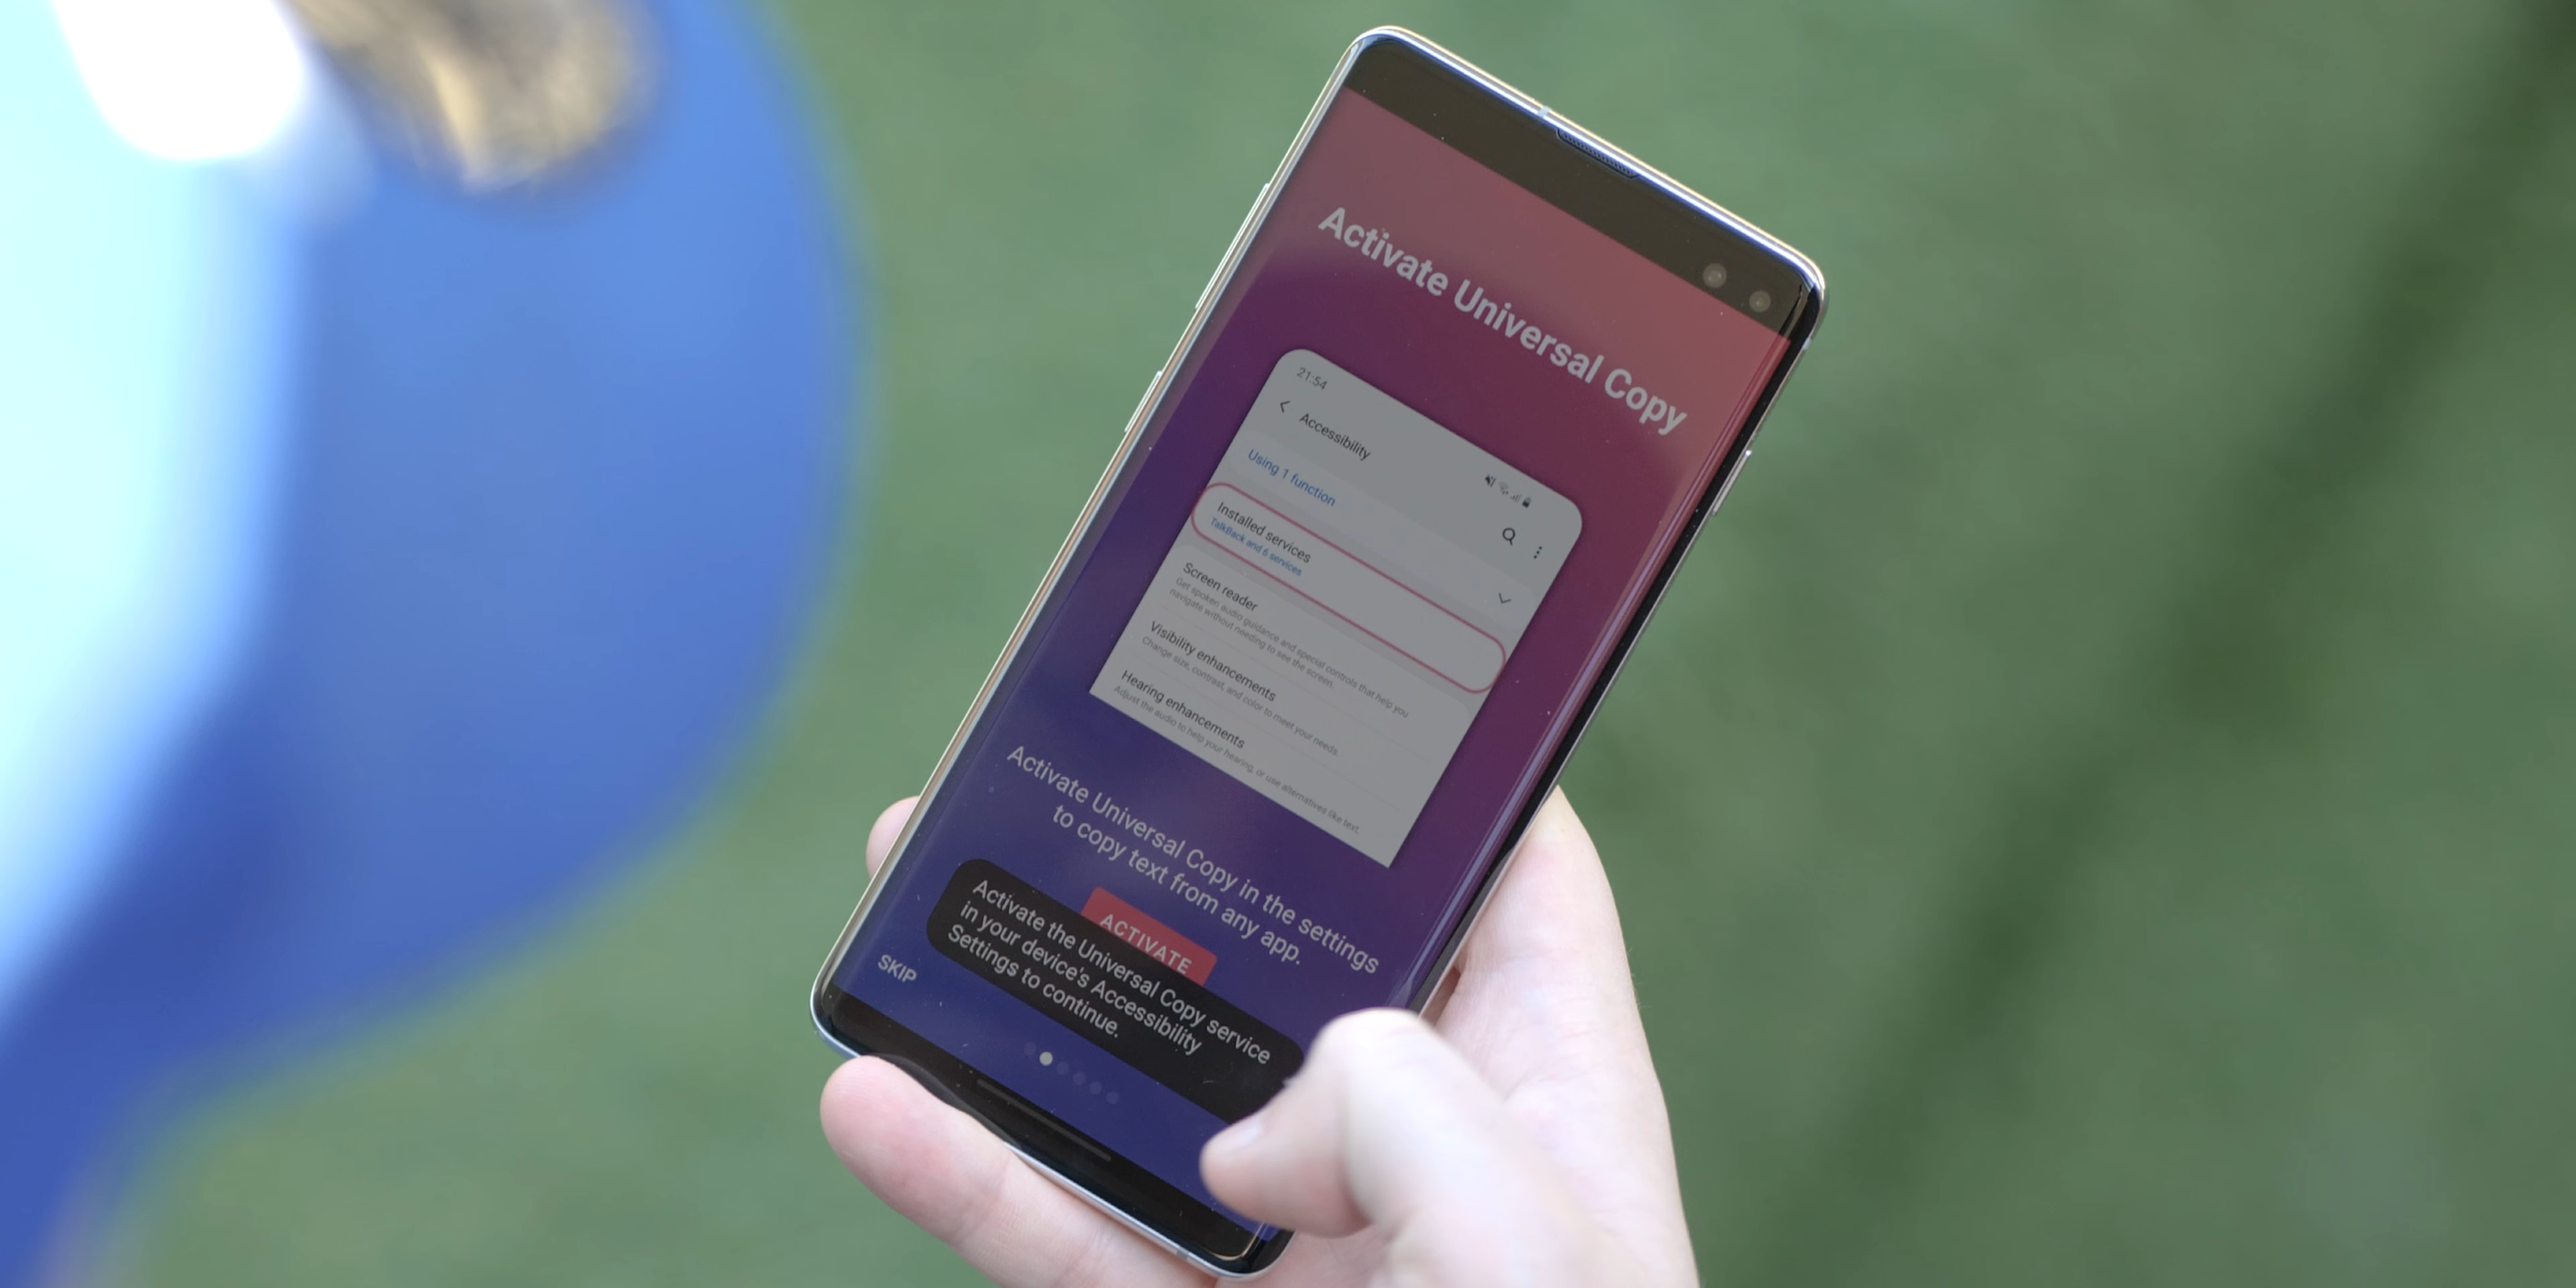 Activate Universal Copy
21:54
Accessibility
Using 1 function
Installed services
TalkBack and 6 services
Screen reader
Get spoken audio guidance and special controls that help you
navigate without needing to see the screen.
Visibility enhancements
Change size, contrast, and color to meet your needs.
Hearing enhancements
Adjust the audio to help your hearing, or use alternatives like text.
Activate Universal Copy in the settings
to copy text from any app.
ACTIVATE
Activate the Universal Copy service
in your device's Accessibility
Settings to continue.
SKIP